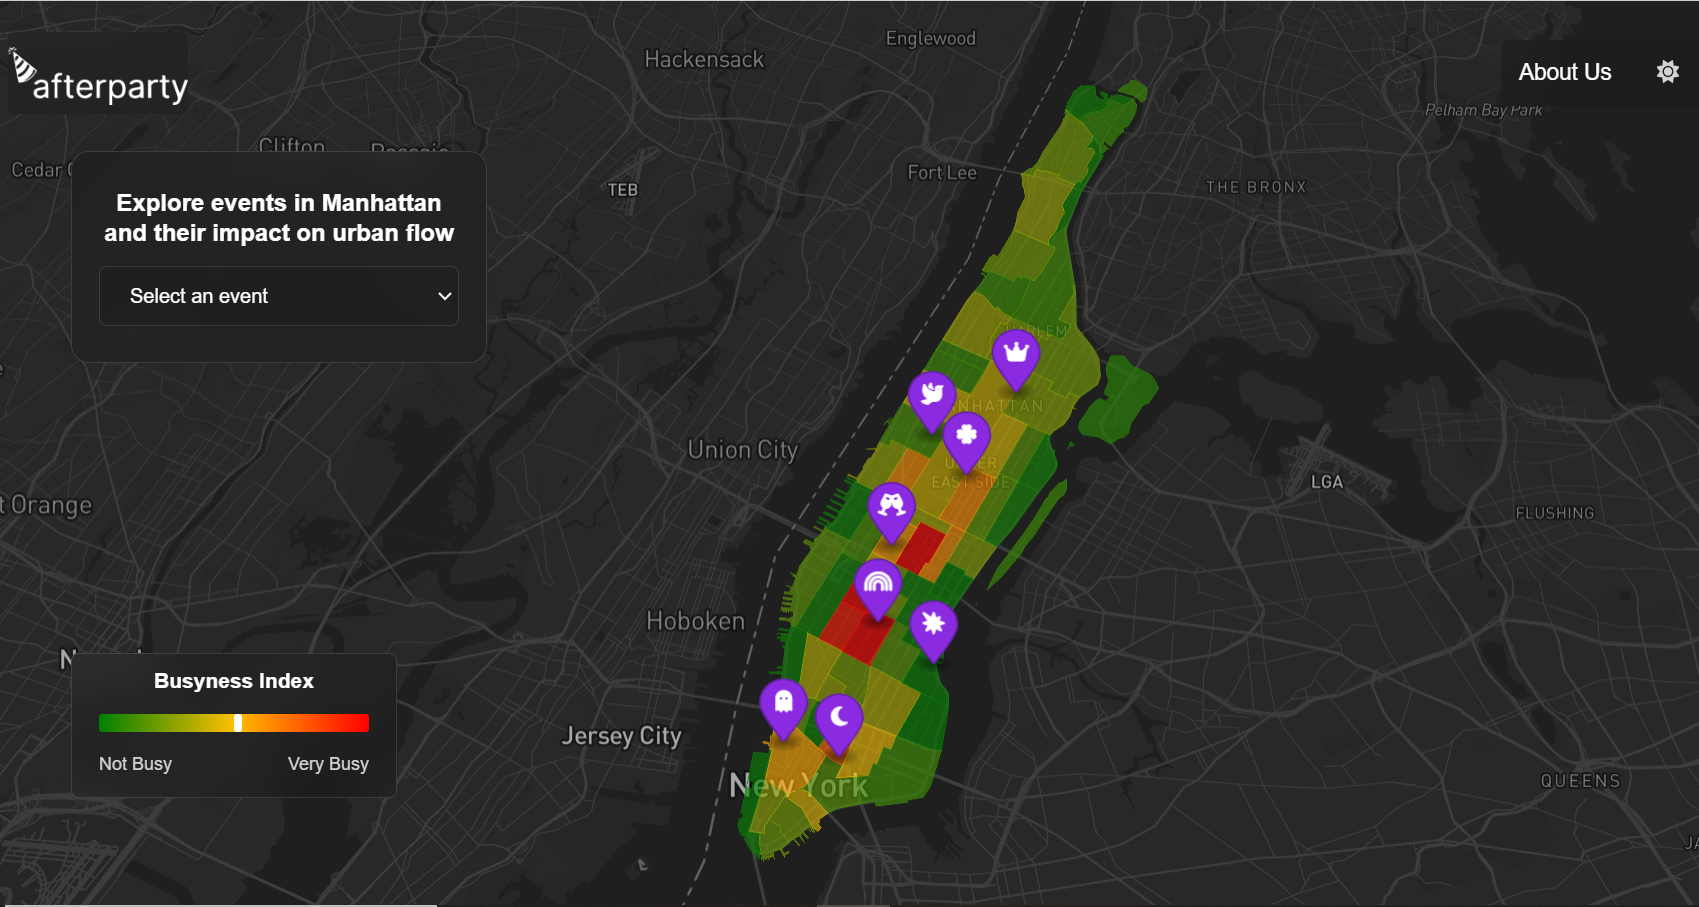 afterparty
About Us
Explore events in Manhattan
and their impact on urban flow
Select an event
Busyness Index
Not Busy
Very Busy
Englewood
Hackensack
Pelham Bay Park
Clifton
Passaic
Cedar
Fort Lee
TEB
THE BRONX
HARLEM
MANHATTAN
Union City
UPPER
EAST SIDE
LGA
t Orange
FLUSHING
Hoboken
Jersey City
New York
QUEENS
JA